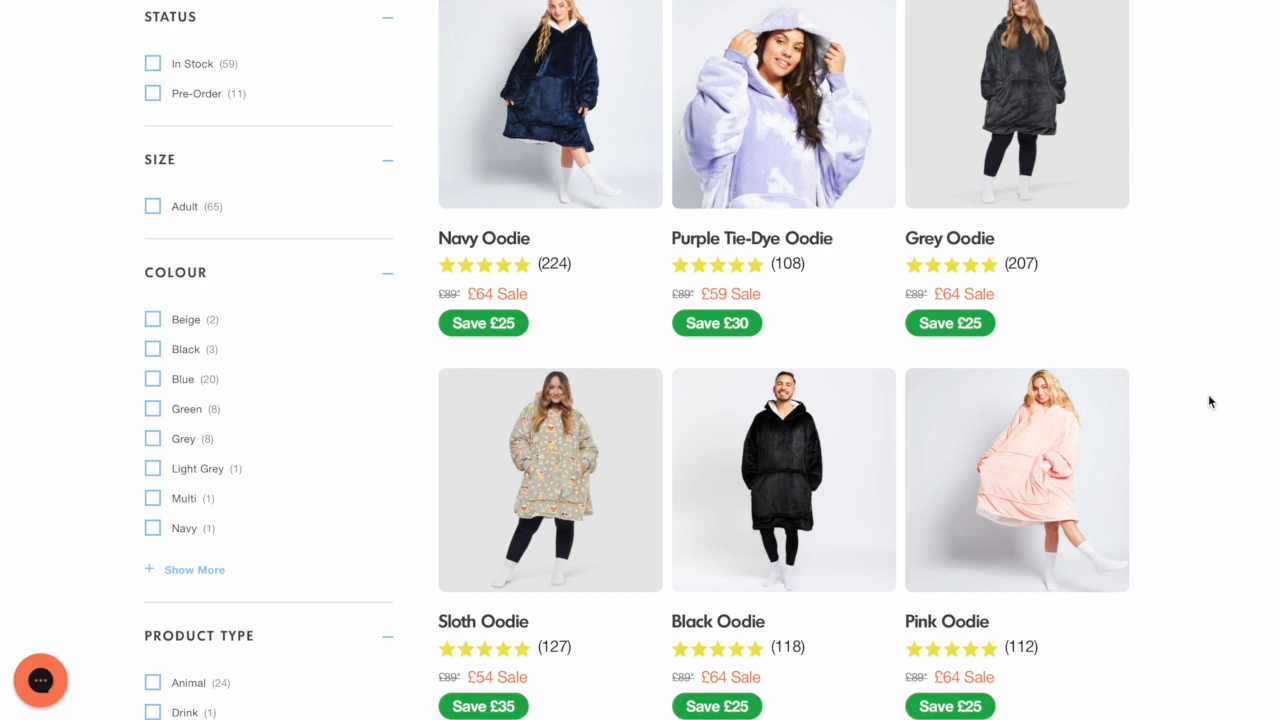 STATUS
In Stock (59)
Pre-Order (11)
SIZE
Adult (65)
COLOUR
Beige (2)
Black (3)
Blue (20)
Green (8)
Grey (8)
Light Grey (1)
Multi (1)
Navy (1)
+ Show More
PRODUCT TYPE
Animal (24)
Drink (1)
Navy Oodie
(224)
£89* £64 Sale
Save £25
Purple Tie-Dye Oodie
(108)
£89* £59 Sale
Save £30
Grey Oodie
(207)
£89* £64 Sale
Save £25
Sloth Oodie
(127)
£89* £54 Sale
Save £35
Black Oodie
(118)
£89* £64 Sale
Save £25
Pink Oodie
(112)
£89* £64 Sale
Save £25